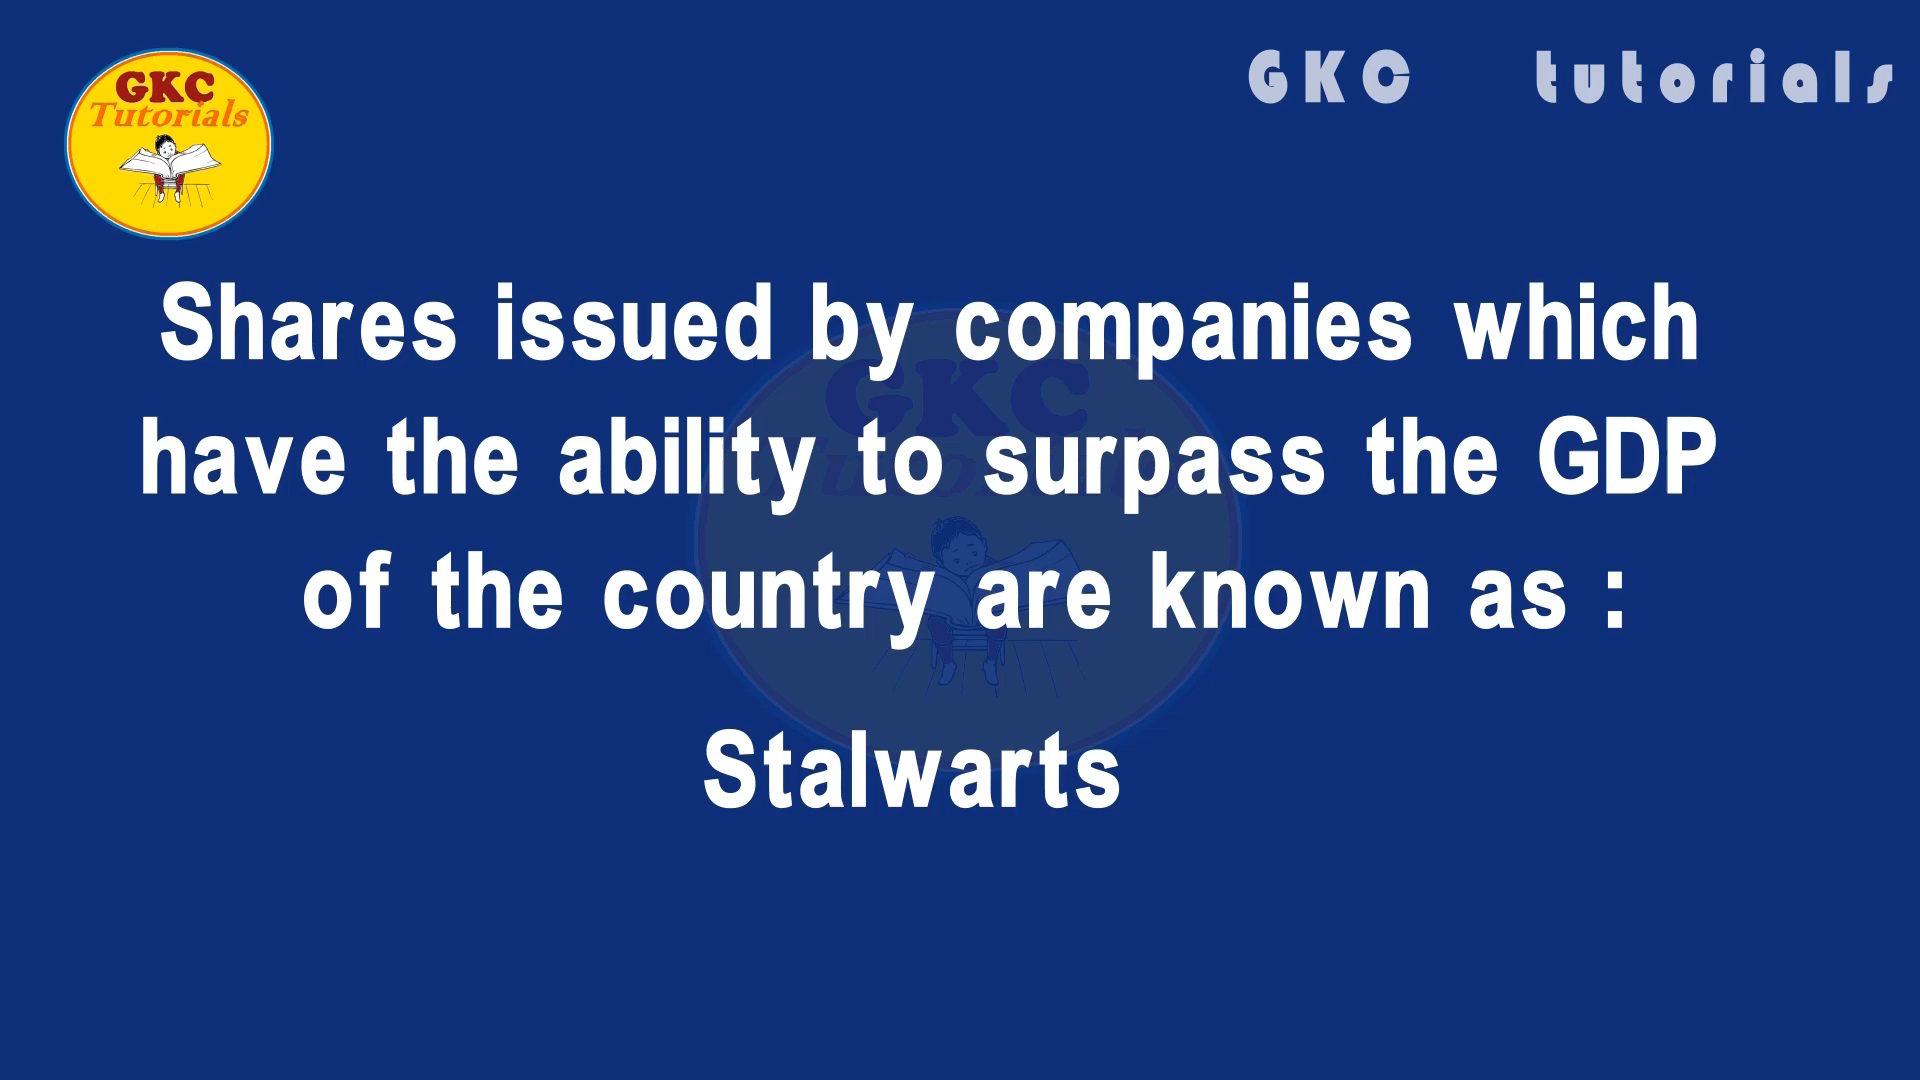 GKC tutorials
GKC
Tutorials
Shares issued by companies which
have the ability to surpass the GDP
of the country are known as :
Stalwarts